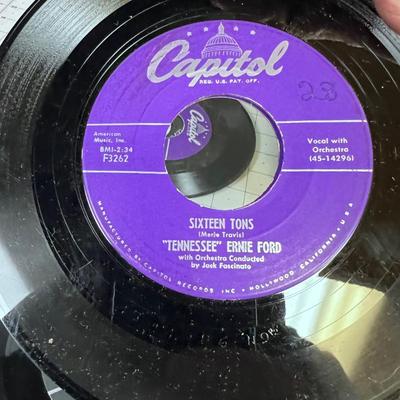 Capitol
REG. U.S. PAT. OFF.
23
American
Music, Inc.
BMI-2:34
F3262
Vocal with
Orchestra
(45-14296)
SIXTEEN TONS
(Merle Travis)
"TENNESSEE" ERNIE FORD
with Orchestra Conducted
by Jack Fascinato
MANUFACTURED BY CAPITOL RECORDS INC • HOLLYWOOD, CALIFORNIA • U.S.A.